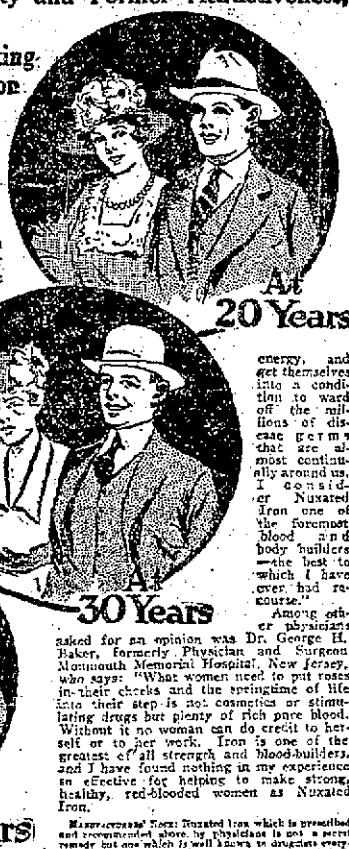 and Former Attractiveness,
ing
on
At
20 Years
energy, and
get themselves
into a condi-
tion to ward
off the mil-
lions of dis-
ease germs
that are al-
most continu-
ally around us.
I consid-
er Nuxated
Iron one of
the foremost
blood and
body builders
—the best to
which I have
ever had re-
course."
Among oth-
er physicians
At
30 Years
asked for an opinion was Dr. George H.
Baker, formerly Physician and Surgeon
Monmouth Memorial Hospital, New Jersey,
who says: "What women need to put roses
in their cheeks and the springtime of life
into their step is not cosmetics or stimu-
lating drugs but plenty of rich pure blood.
Without it no woman can do credit to her-
self or to her work. Iron is one of the
greatest of all strength and blood-builders,
and I have found nothing in my experience
so effective for helping to make strong,
healthy, red-blooded women as Nuxated
Iron."
Manufacturers' Note: Nuxated Iron which is prescribed
and recommended above by physicians is not a secret
remedy but one which is well known to druggists every-
rs